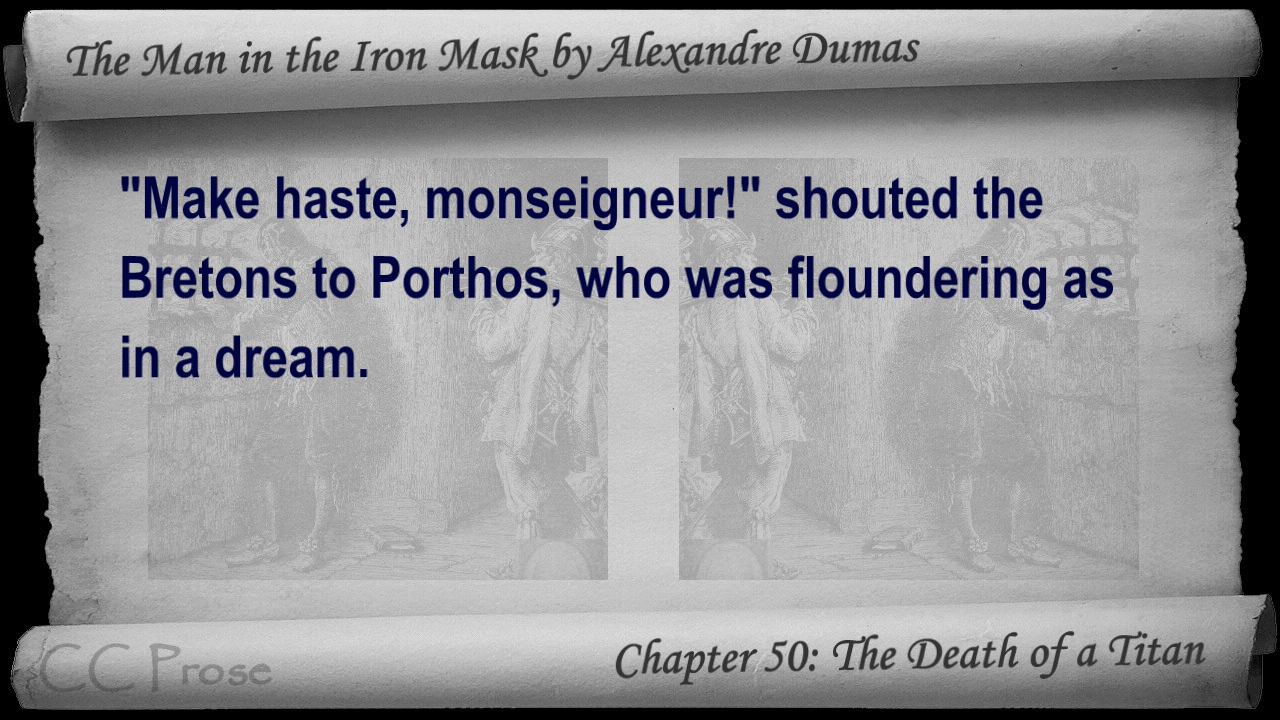 The Man in the Iron Mask by Alexandre Dumas
"Make haste, monseigneur!" shouted the
Bretons to Porthos, who was floundering as
in a dream.
CC Prose
Chapter 50: The Death of a Titan